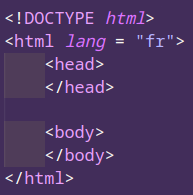 <!DOCTYPE html>
<html lang = "fr">
    <head>
    </head>

    <body>
    </body>
</html>